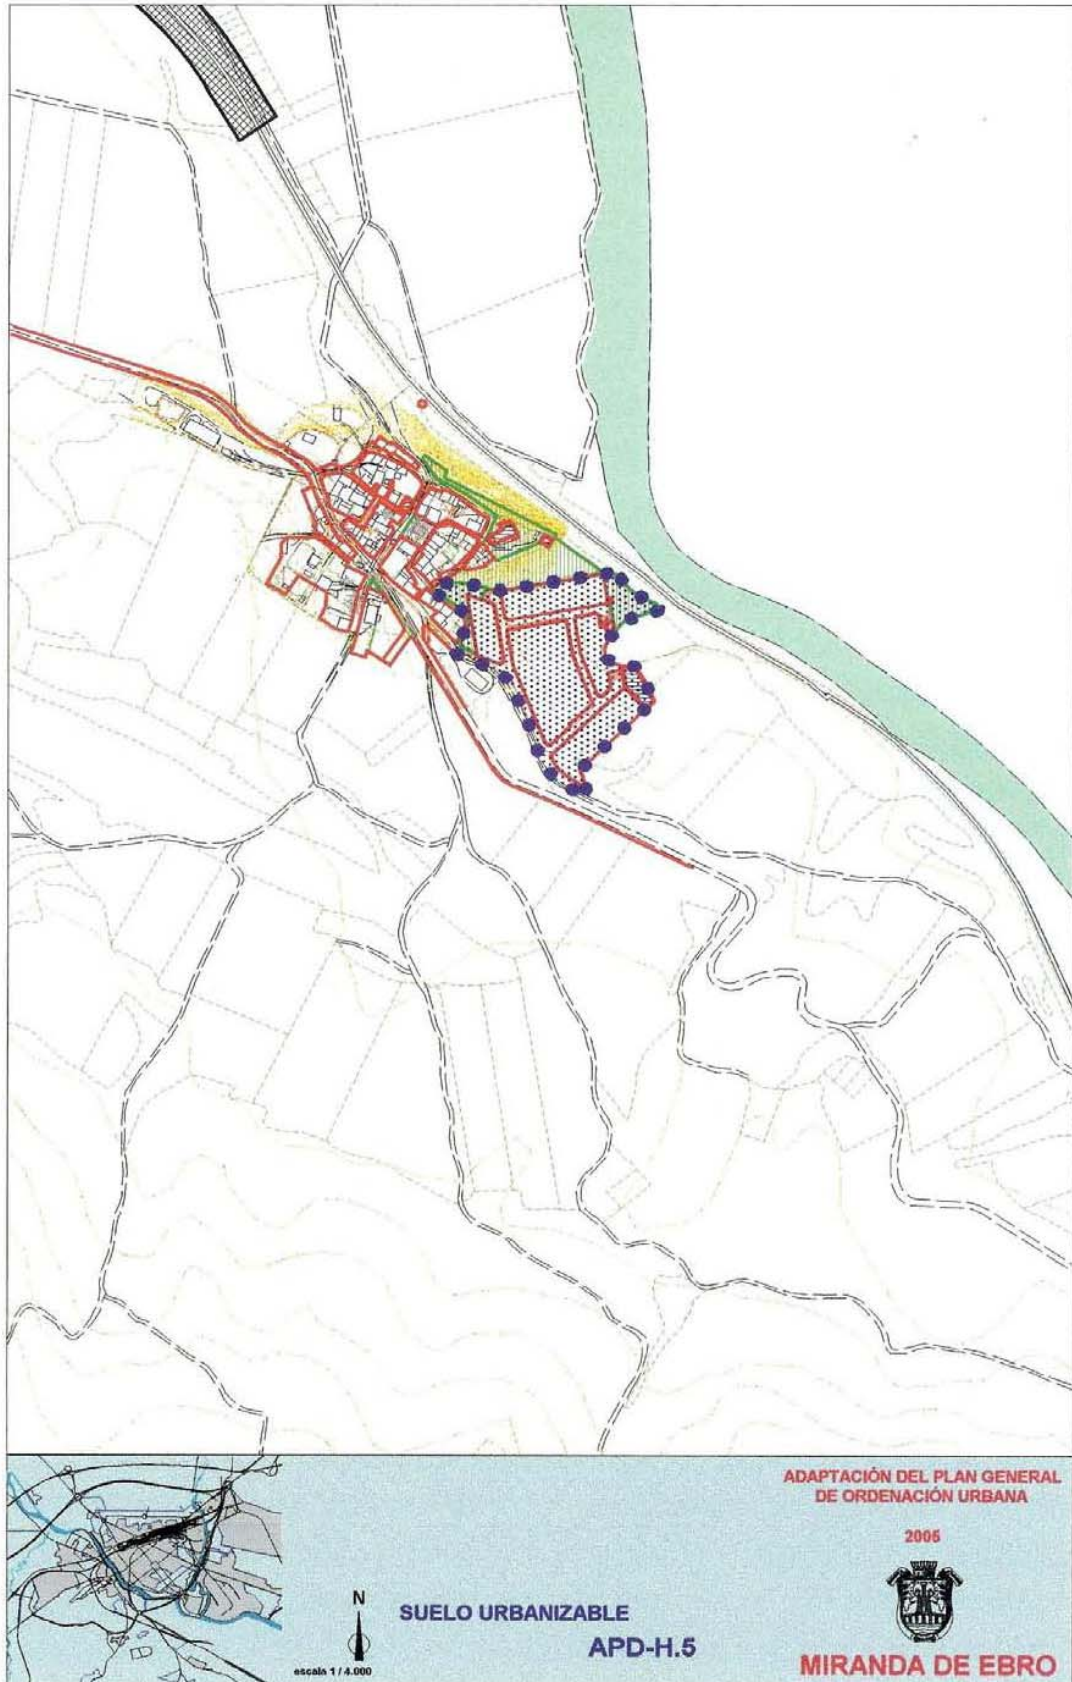 ADAPTACIÓN DEL PLAN GENERAL
DE ORDENACIÓN URBANA
2005
N
escala 1 / 4.000
SUELO URBANIZABLE
APD-H.5
MIRANDA DE EBRO